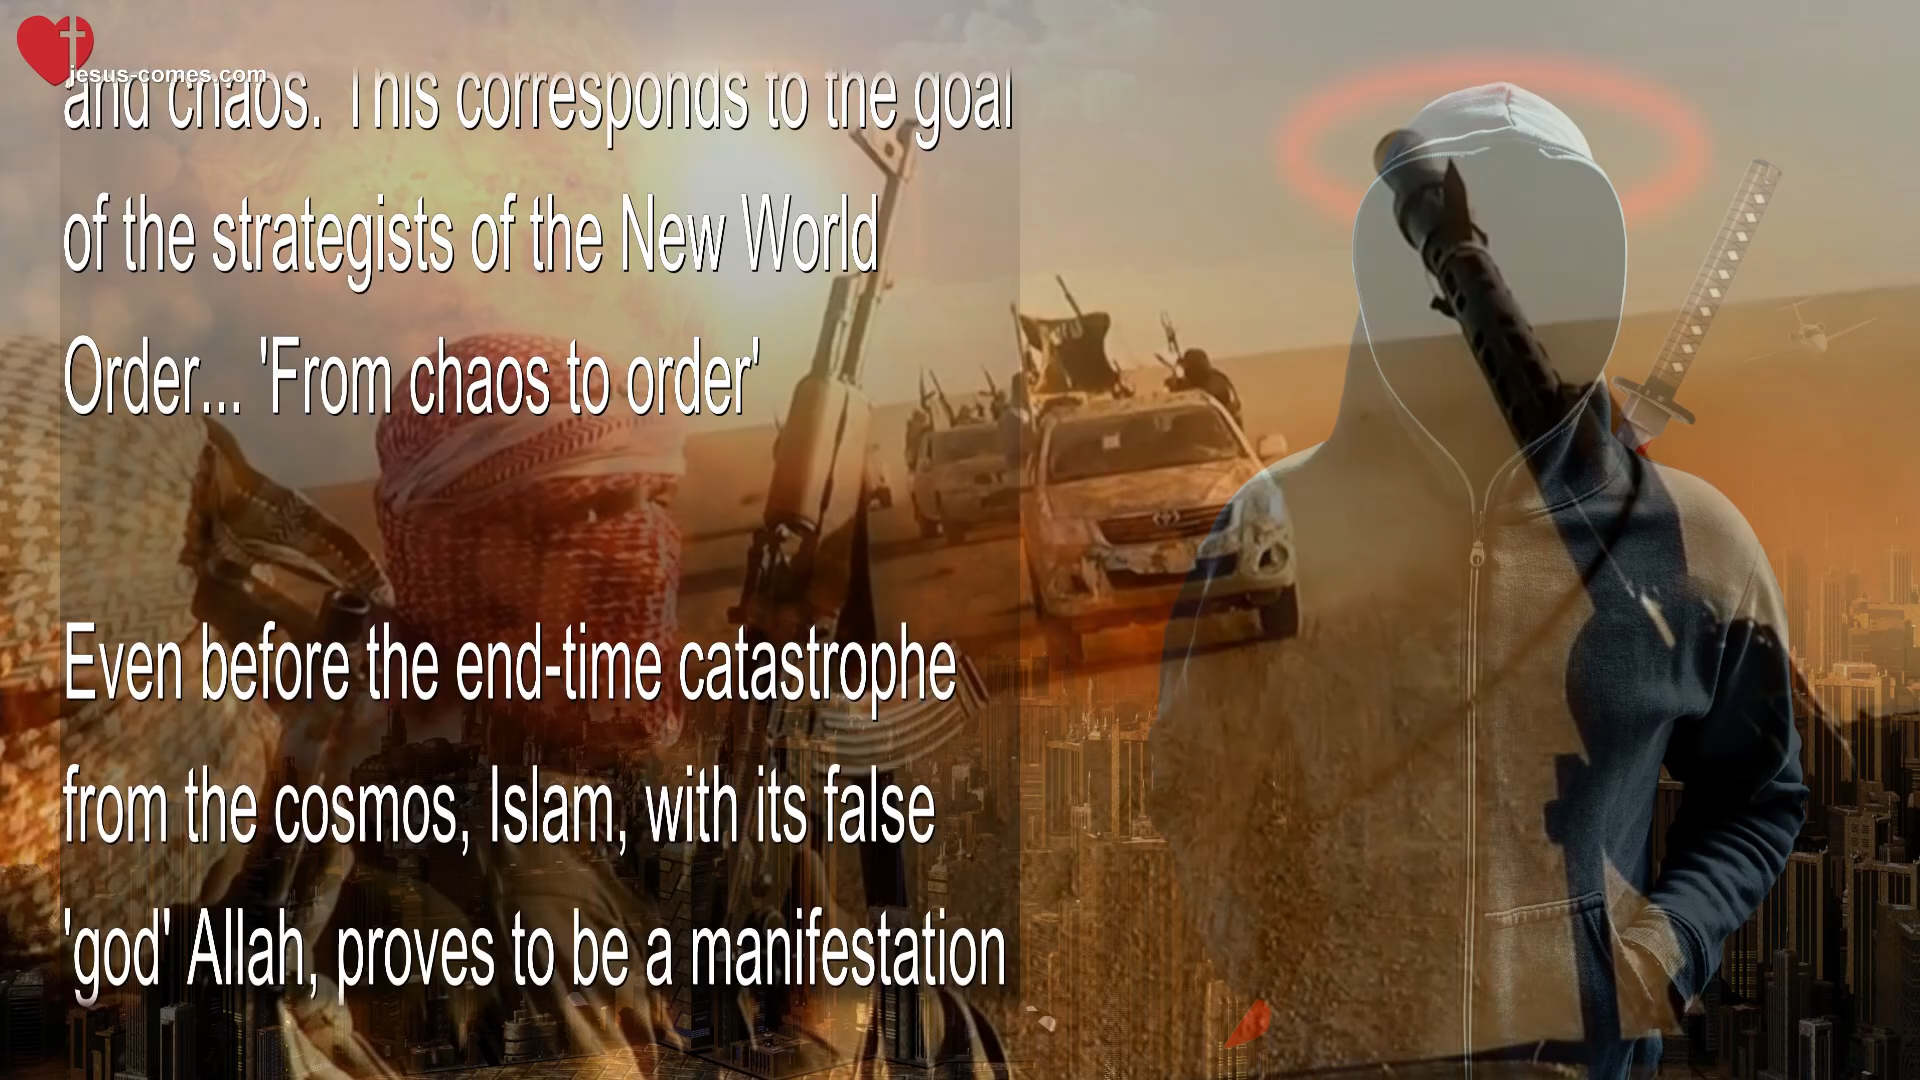 jesus-comes.com
and chaos. This corresponds to the goal
of the strategists of the New World
Order... 'From chaos to order'
Even before the end-time catastrophe
from the cosmos, Islam, with its false
'god' Allah, proves to be a manifestation